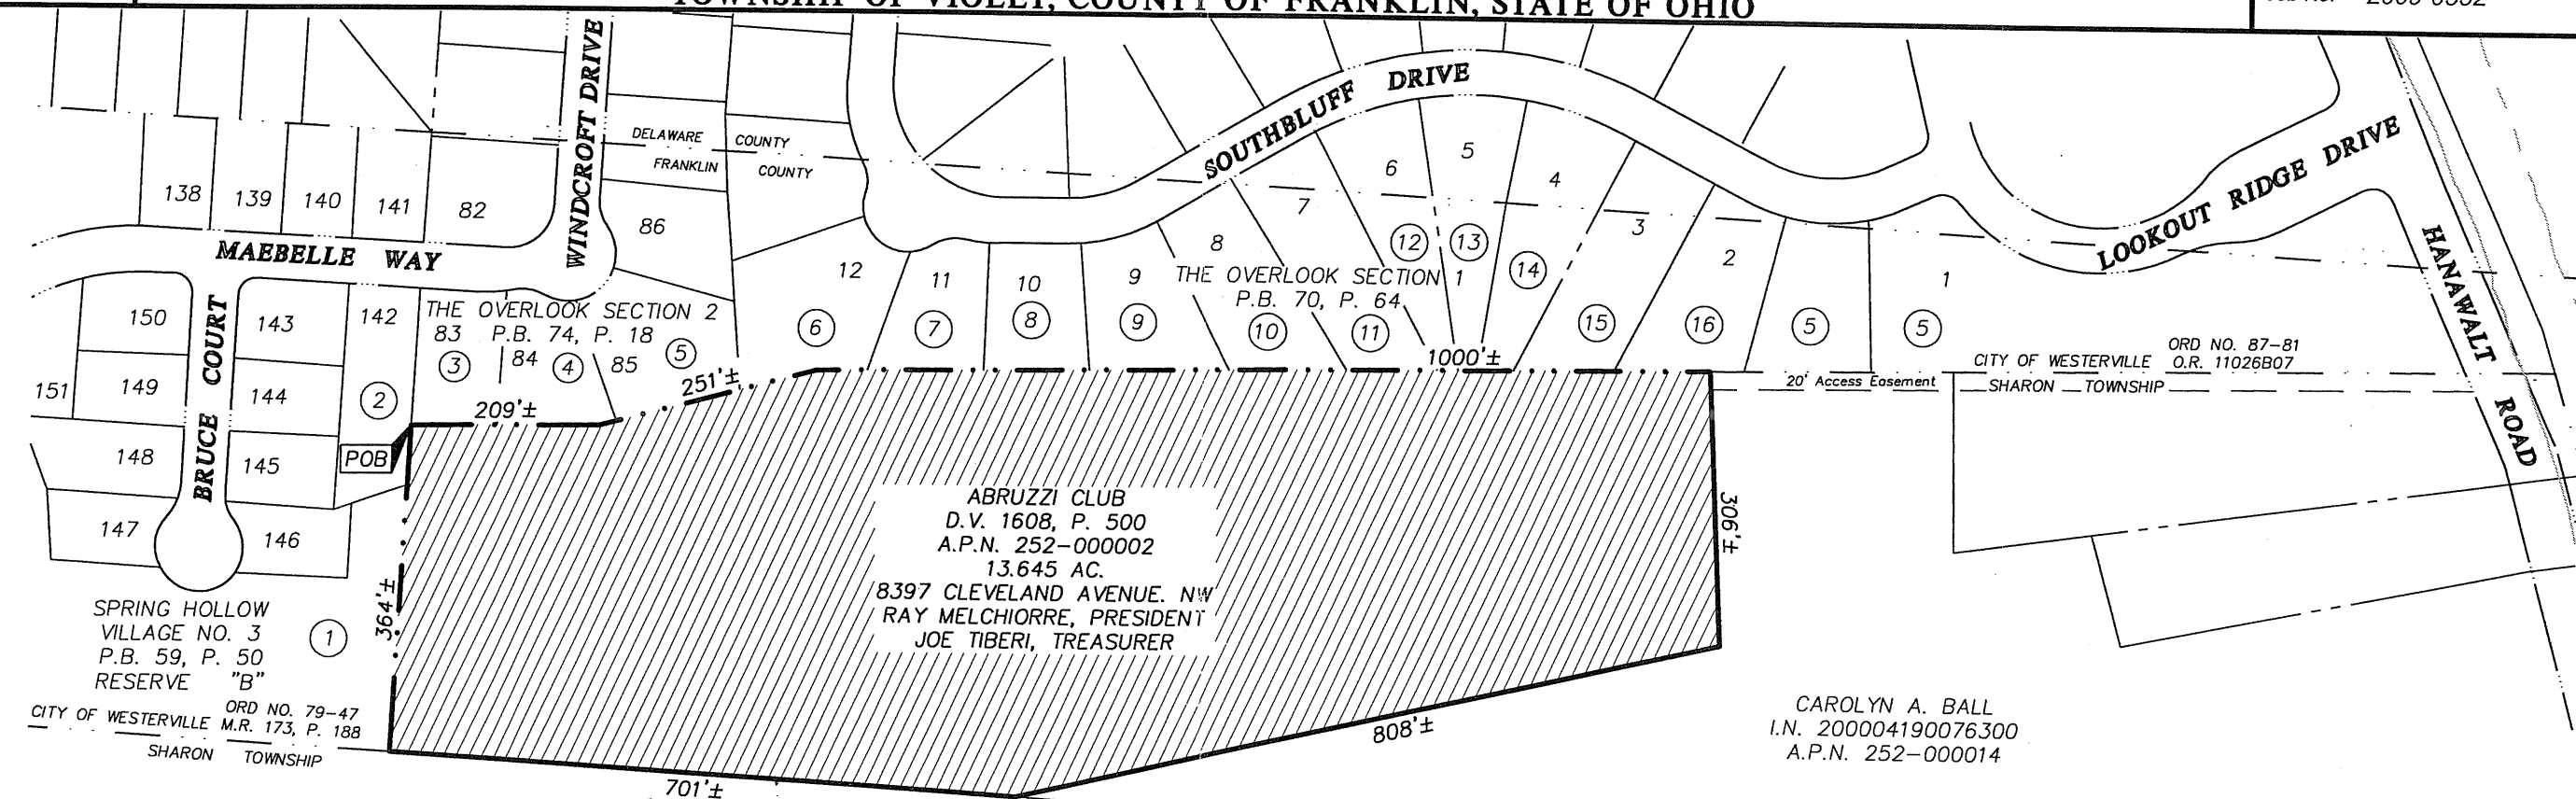 TOWNSHIP OF VIOLET, COUNTY OF FRANKLIN, STATE OF OHIO
WINDCROFT DRIVE
SOUTHBLUFF DRIVE
LOOKOUT RIDGE DRIVE
HANAWALT ROAD
DELAWARE COUNTY
FRANKLIN COUNTY
138
139
140
141
82
86
MAEBELLE WAY
BRUCE COURT
6
5
4
7
3
8
12
13
14
2
12
11
10
9
1
1
THE OVERLOOK SECTION
P.B. 70, P. 64
6
7
8
9
10
11
15
16
5
5
150
143
142
THE OVERLOOK SECTION 2
83 P.B. 74, P. 18
3
84
4
85
5
151
149
144
2
148
145
147
146
POB
209'±
251'±
1000'±
306'±
808'±
701'±
364'±
20' Access Easement
ORD NO. 87-81
CITY OF WESTERVILLE O.R. 11026B07
SHARON TOWNSHIP
ABRUZZI CLUB
D.V. 1608, P. 500
A.P.N. 252-000002
13.645 AC.
8397 CLEVELAND AVENUE. NW
RAY MELCHIORRE, PRESIDENT
JOE TIBERI, TREASURER
SPRING HOLLOW
VILLAGE NO. 3
P.B. 59, P. 50
RESERVE "B"
1
ORD NO. 79-47
CITY OF WESTERVILLE M.R. 173, P. 188
SHARON TOWNSHIP
CAROLYN A. BALL
I.N. 200004190076300
A.P.N. 252-000014